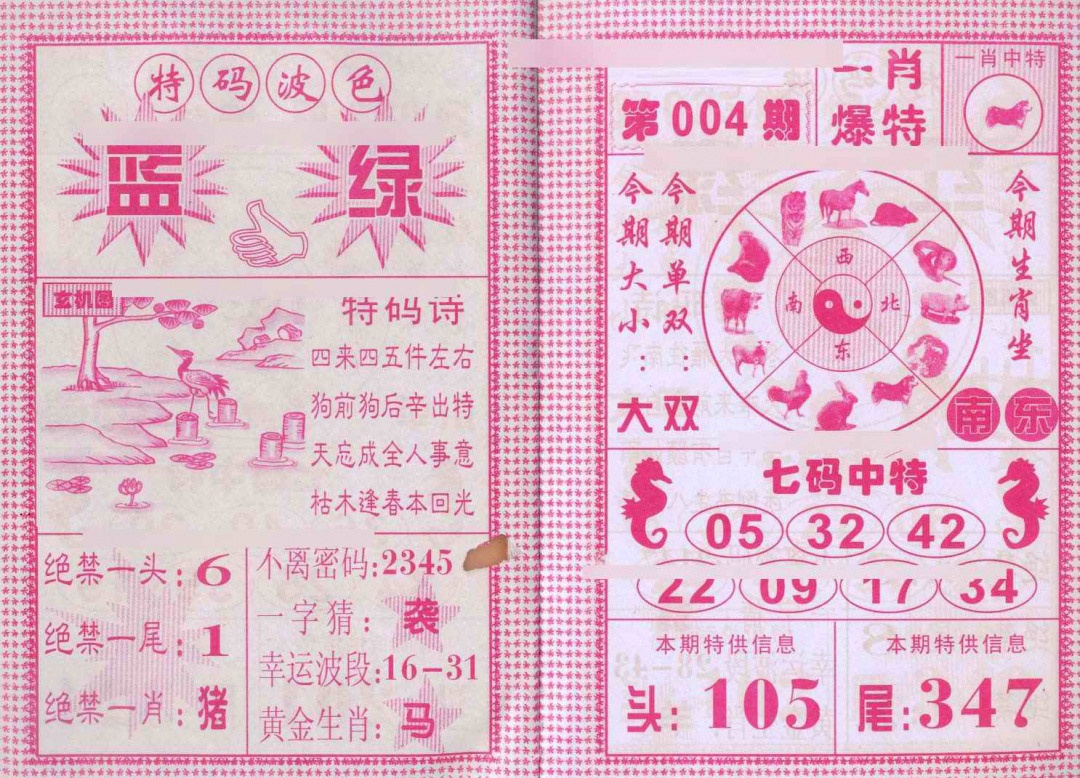 特码波色
蓝 绿
玄机图
特码诗
四来四五件左右
狗前狗后辛出特
天忘成全人事意
枯木逢春本回光
绝禁一头:6
绝禁一尾:1
绝禁一肖:猪
不离密码:2345
一字猜:袭
幸运波段:16-31
黄金生肖:马
第004期
一肖
爆特
一肖中特
今期大小:大
今期单双:双
西
南 北
东
今期生肖坐
南 东
七码中特
05 32 42
22 09 17 34
本期特供信息
头:105
本期特供信息
尾:347